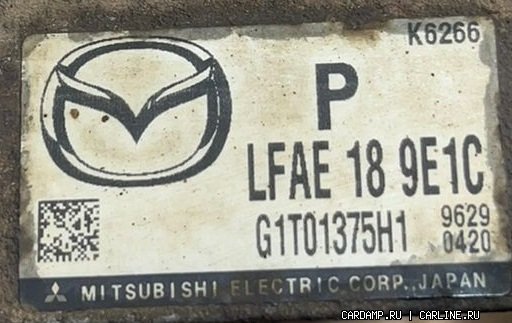 K6266
P
LFAE 18 9E1C
G1T01375H1 9629
0420
MITSUBISHI ELECTRIC CORP. JAPAN
CARDAMP.RU | CARLINE.RU